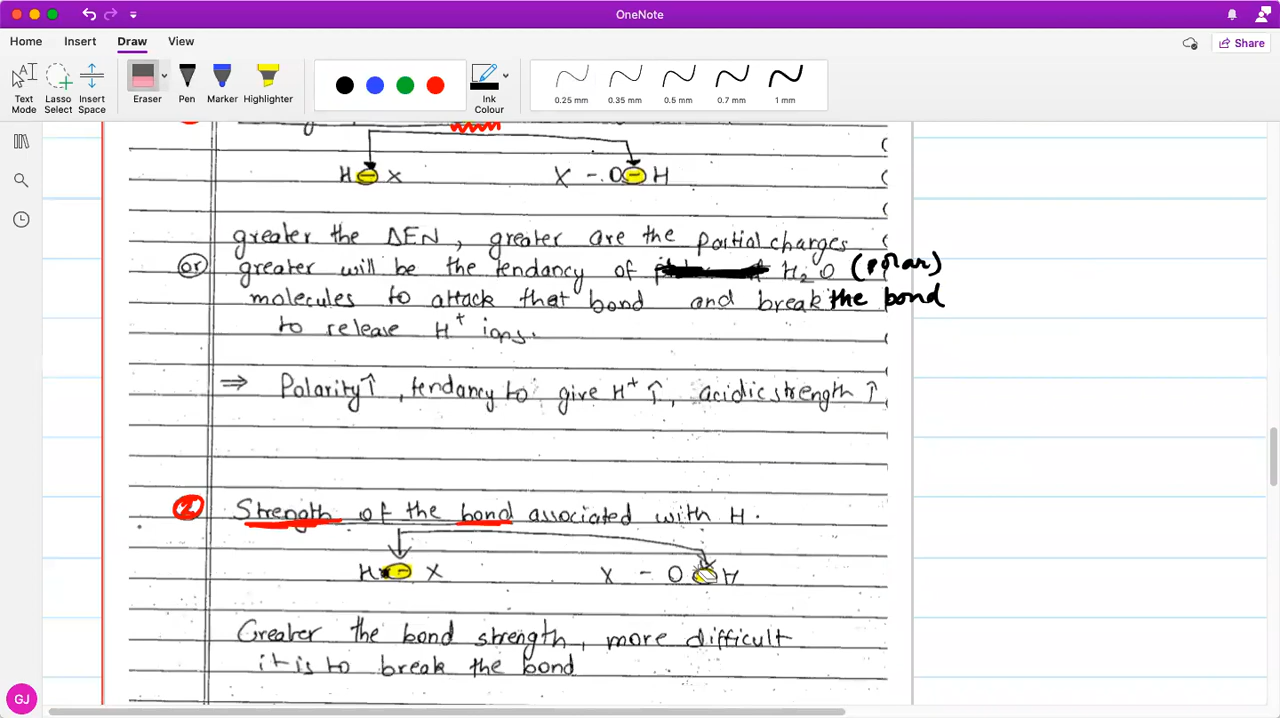 OneNote
Home Insert Draw View
Share
Text Mode
Lasso Select
Insert Space
Eraser
Pen
Marker
Highlighter
Ink Colour
0.25 mm
0.35 mm
0.5 mm
0.7 mm
1 mm
H - X X - O - H
greater the ΔEN, greater are the partial charges
or greater will be the tendancy of H₂O (polar)
molecules to attack that bond and break the bond
to release H⁺ ions.
⇒ Polarity↑, tendancy to give H⁺ ↑, acidic strength ↑
2 Strength of the bond associated with H.
H - X X - O H
Greater the bond strength, more difficult
it is to break the bond
GJ